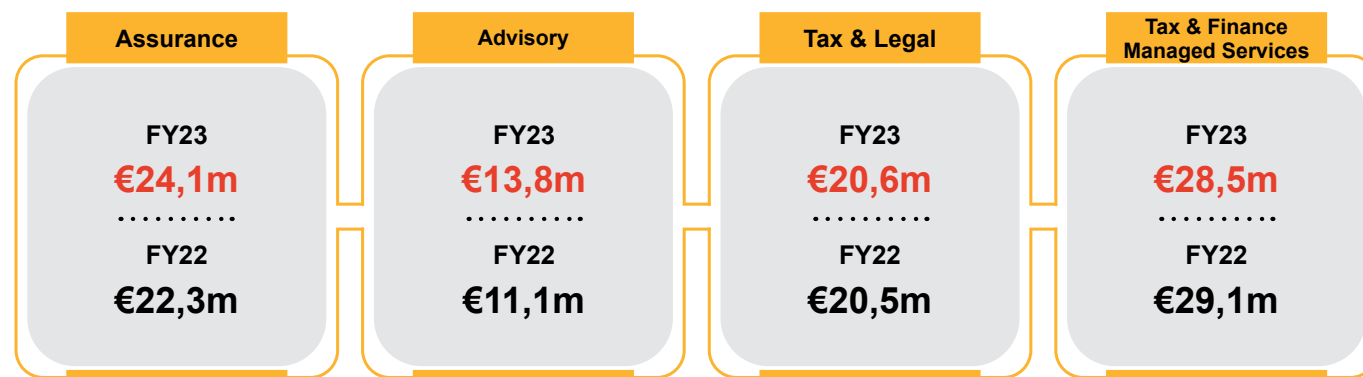 Assurance
FY23
€24,1m
FY22
€22,3m
Advisory
FY23
€13,8m
FY22
€11,1m
Tax & Legal
FY23
€20,6m
FY22
€20,5m
Tax & Finance
Managed Services
FY23
€28,5m
FY22
€29,1m